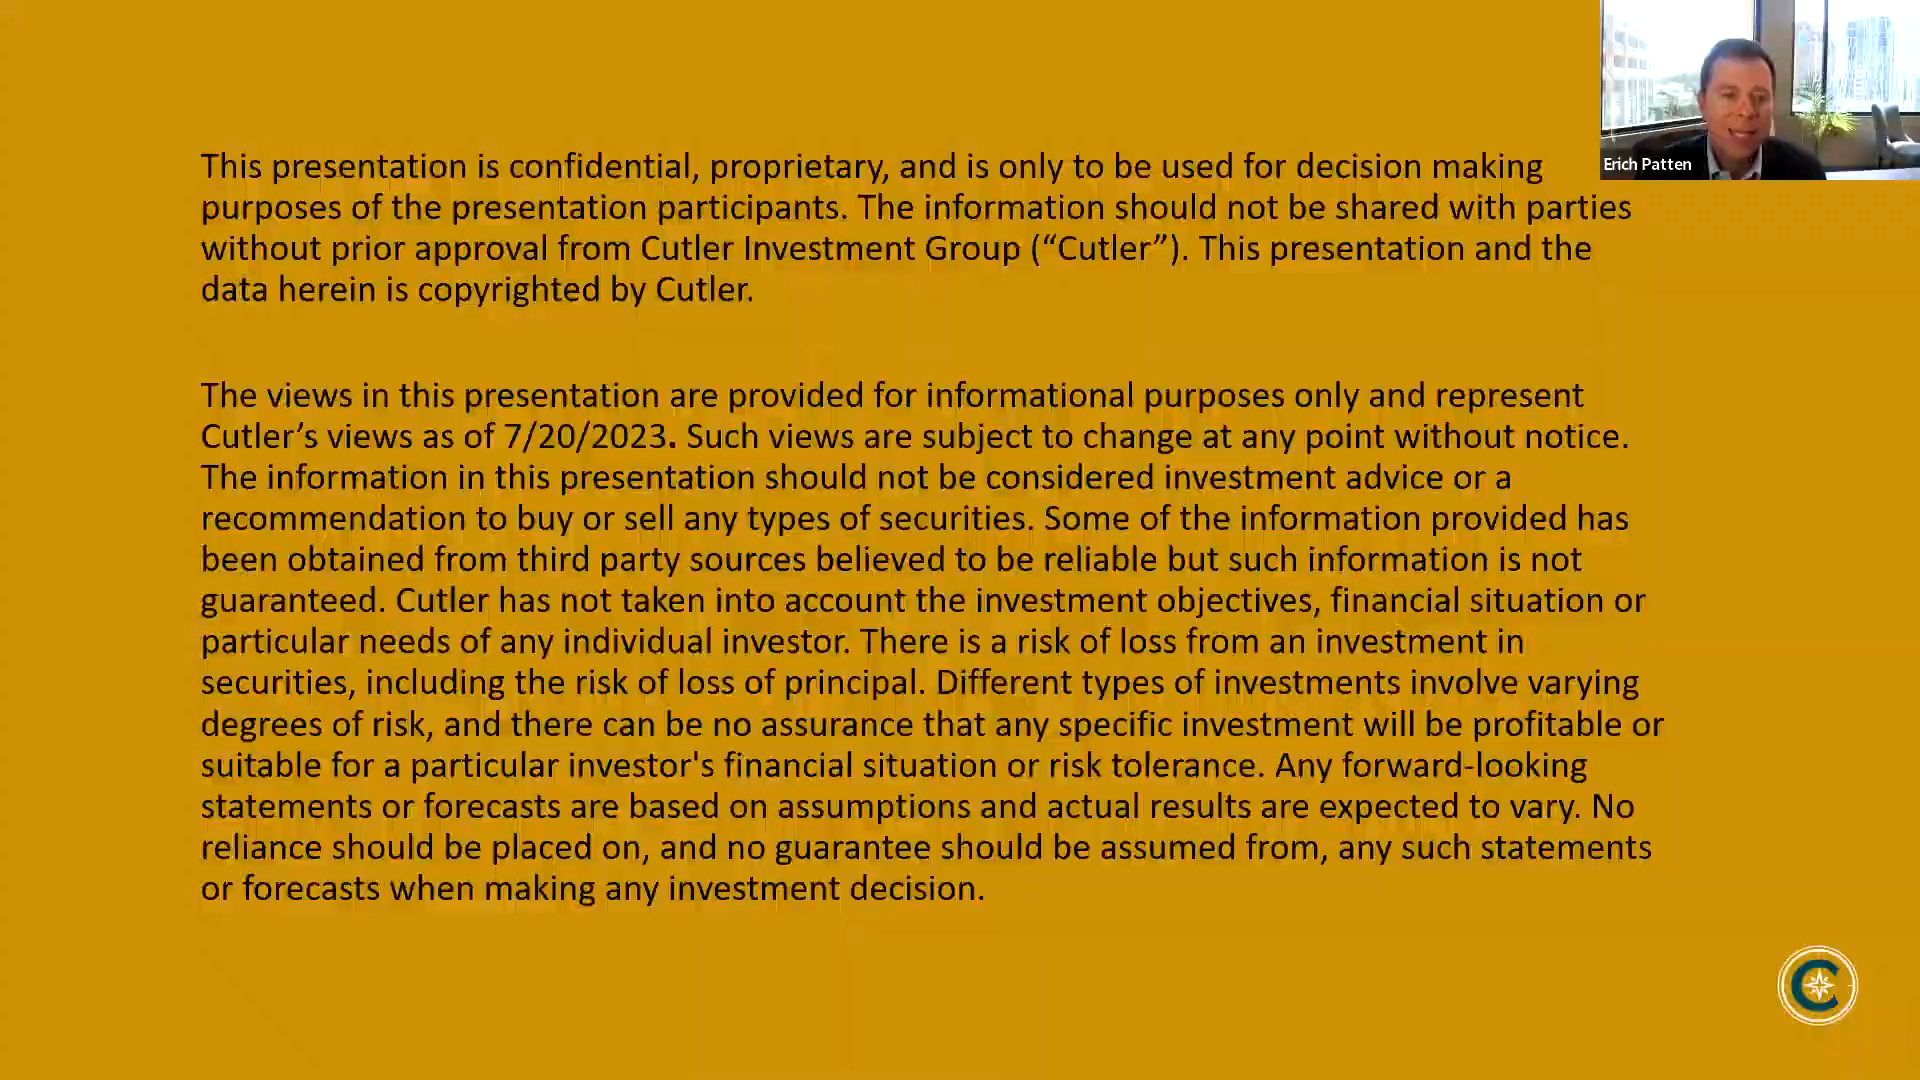 This presentation is confidential, proprietary, and is only to be used for decision making
purposes of the presentation participants. The information should not be shared with parties
without prior approval from Cutler Investment Group (“Cutler”). This presentation and the
data herein is copyrighted by Cutler.
The views in this presentation are provided for informational purposes only and represent
Cutler’s views as of 7/20/2023. Such views are subject to change at any point without notice.
The information in this presentation should not be considered investment advice or a
recommendation to buy or sell any types of securities. Some of the information provided has
been obtained from third party sources believed to be reliable but such information is not
guaranteed. Cutler has not taken into account the investment objectives, financial situation or
particular needs of any individual investor. There is a risk of loss from an investment in
securities, including the risk of loss of principal. Different types of investments involve varying
degrees of risk, and there can be no assurance that any specific investment will be profitable or
suitable for a particular investor's financial situation or risk tolerance. Any forward-looking
statements or forecasts are based on assumptions and actual results are expected to vary. No
reliance should be placed on, and no guarantee should be assumed from, any such statements
or forecasts when making any investment decision.
Erich Patten
C